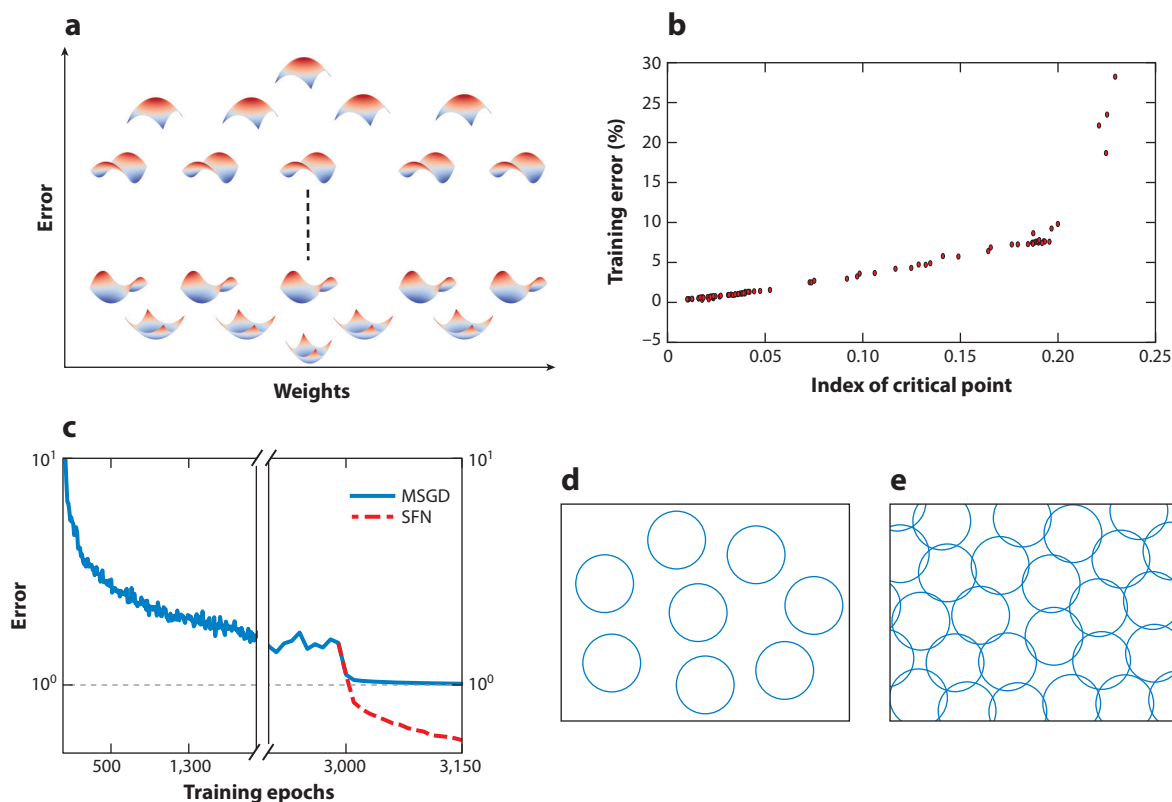 a
Error
Weights
b
30
25
20
15
10
5
0
−5
0
0.05
0.10
0.15
0.20
0.25
Training error (%)
Index of critical point
c
10¹
10⁰
10¹
10⁰
MSGD
SFN
Error
500
1,300
3,000
3,150
Training epochs
d
e